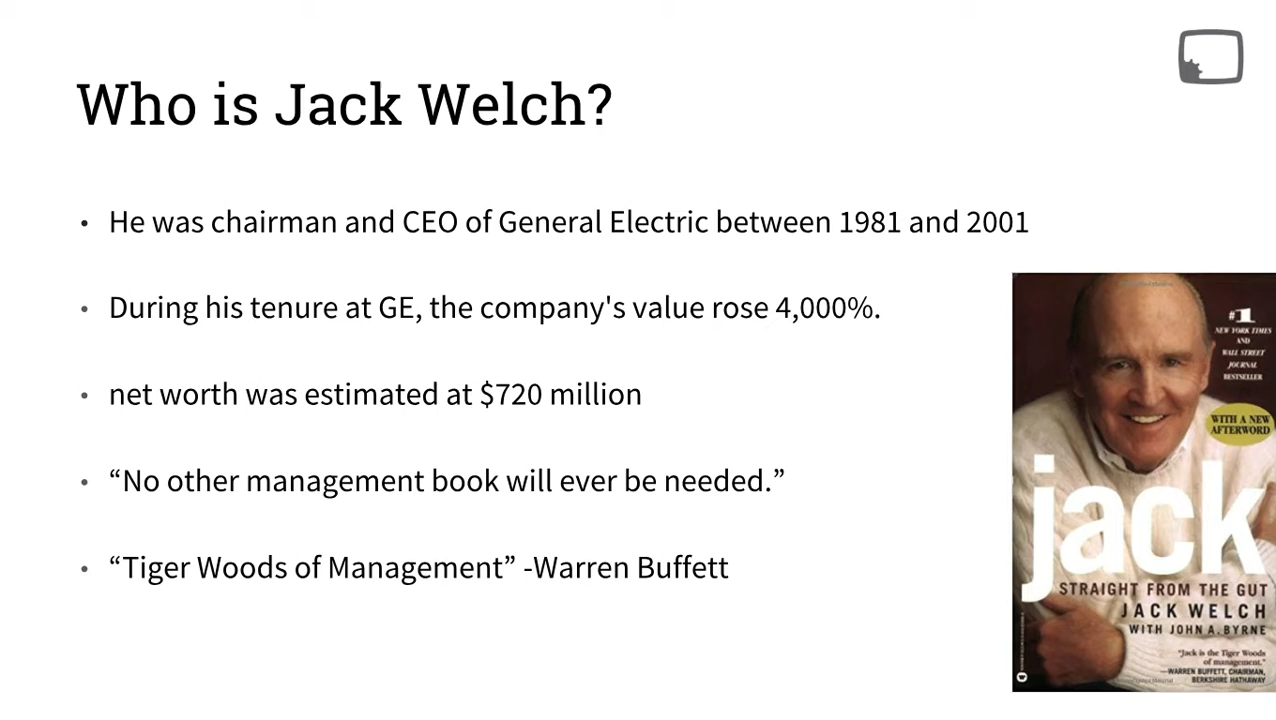 Who is Jack Welch?
• He was chairman and CEO of General Electric between 1981 and 2001
• During his tenure at GE, the company's value rose 4,000%.
• net worth was estimated at $720 million
• “No other management book will ever be needed.”
• “Tiger Woods of Management” -Warren Buffett
#1
NEW YORK TIMES
AND
WALL STREET
JOURNAL
BESTSELLER
WITH A NEW
AFTERWORD
jack
STRAIGHT FROM THE GUT
JACK WELCH
WITH JOHN A. BYRNE
"Jack is the Tiger Woods
of management."
—WARREN BUFFETT, CHAIRMAN,
BERKSHIRE HATHAWAY